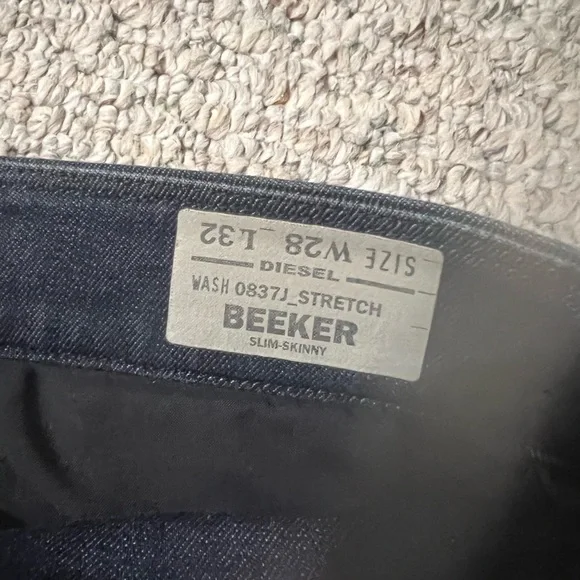 SIZE W28 L32
DIESEL
WASH 0837J_STRETCH
BEEKER
SLIM-SKINNY